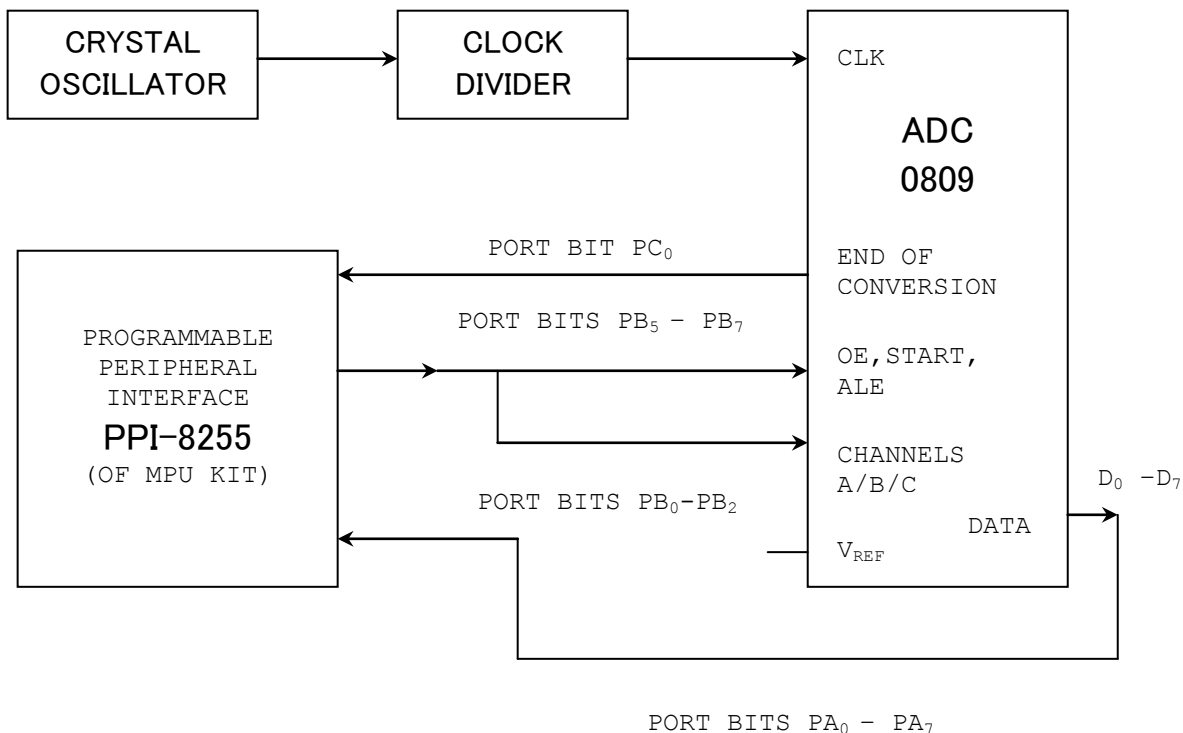 CRYSTAL
OSCILLATOR
CLOCK
DIVIDER
CLK
ADC
0809
PORT BIT PC₀
END OF
CONVERSION
PORT BITS PB₅ – PB₇
PROGRAMMABLE
PERIPHERAL
INTERFACE
PPI-8255
(OF MPU KIT)
OE,START,
ALE
CHANNELS
A/B/C
D₀ –D₇
PORT BITS PB₀-PB₂
DATA
V_REF
PORT BITS PA₀ – PA₇